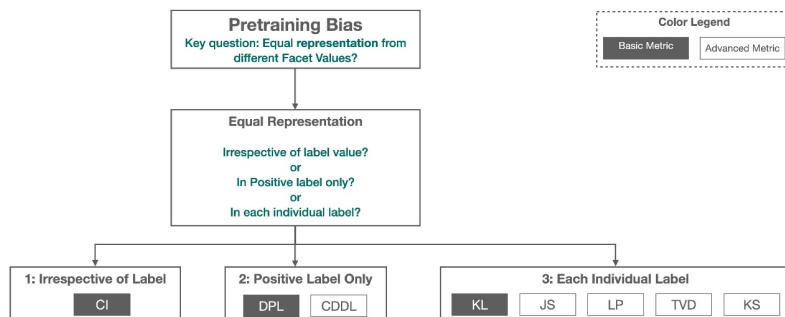 Pretraining Bias
Key question: Equal representation from
different Facet Values?
Color Legend
Basic Metric
Advanced Metric
Equal Representation
Irrespective of label value?
or
In Positive label only?
or
In each individual label?
1: Irrespective of Label
CI
2: Positive Label Only
DPL
CDDL
3: Each Individual Label
KL
JS
LP
TVD
KS